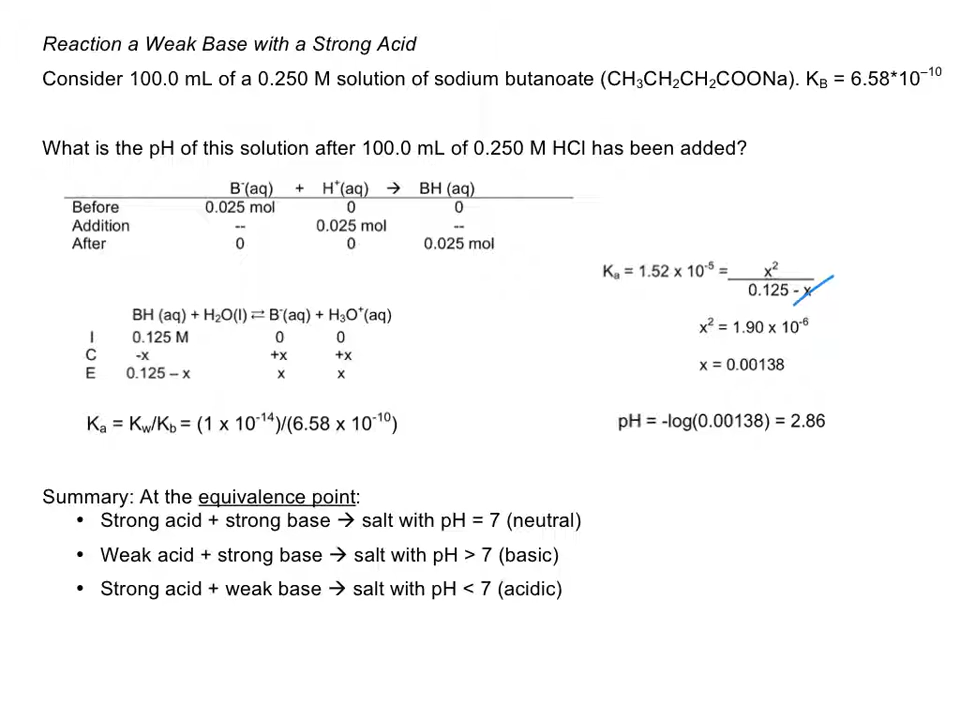 Reaction a Weak Base with a Strong Acid
Consider 100.0 mL of a 0.250 M solution of sodium butanoate (CH₃CH₂CH₂COONa). K_B = 6.58*10⁻¹⁰
What is the pH of this solution after 100.0 mL of 0.250 M HCl has been added?
B⁻(aq) + H⁺(aq) → BH (aq)
Before 0.025 mol 0 0
Addition -- 0.025 mol --
After 0 0 0.025 mol
Kₐ = 1.52 x 10⁻⁵ = x²
0.125 - x
BH (aq) + H₂O(l) ⇌ B⁻(aq) + H₃O⁺(aq)
I 0.125 M 0 0
C -x +x +x
E 0.125 – x x x
x² = 1.90 x 10⁻⁶
x = 0.00138
Kₐ = K_w/K_b = (1 x 10⁻¹⁴)/(6.58 x 10⁻¹⁰)
pH = -log(0.00138) = 2.86
Summary: At the equivalence point:
• Strong acid + strong base → salt with pH = 7 (neutral)
• Weak acid + strong base → salt with pH > 7 (basic)
• Strong acid + weak base → salt with pH < 7 (acidic)